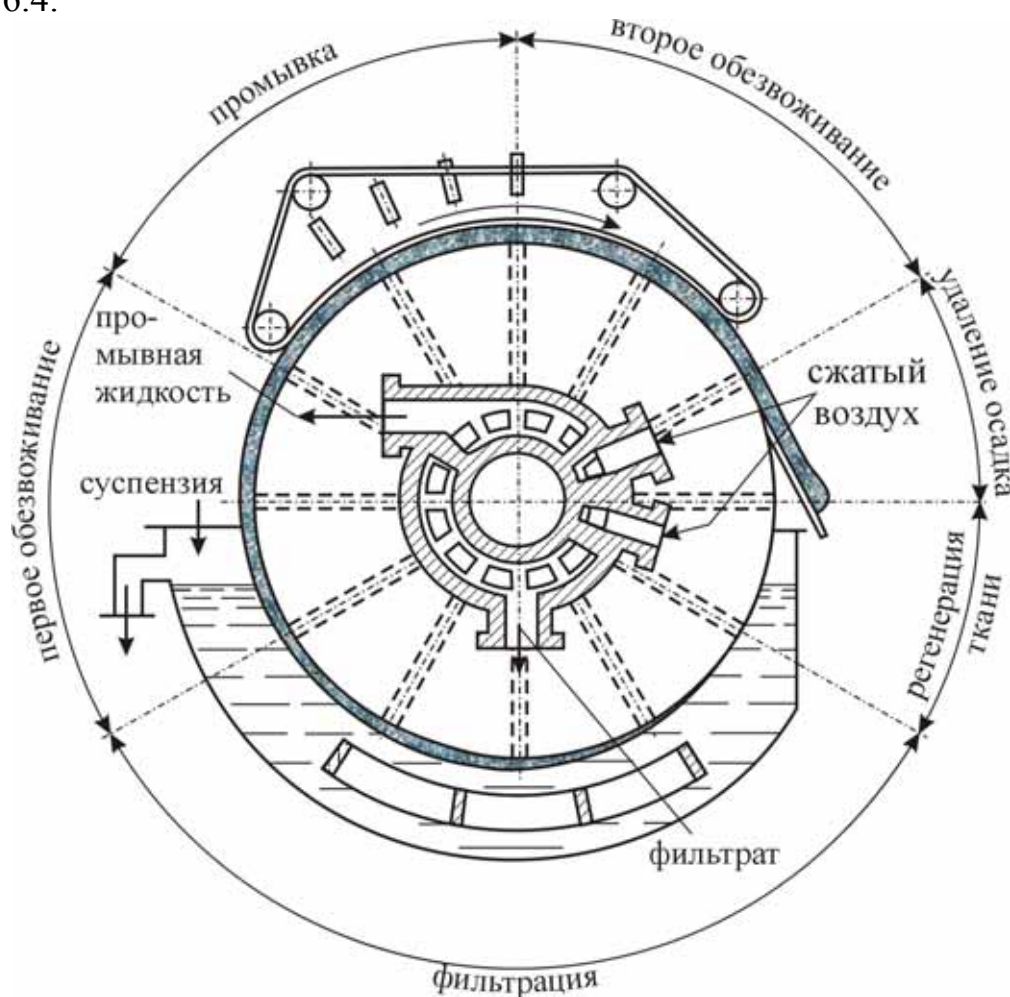 6.4.
второе обезвоживание
промывка
удаление осадка
про-
мывная
жидкость
сжатый
воздух
первое обезвоживание
суспензия
регенерация
ткани
фильтрат
фильтрация